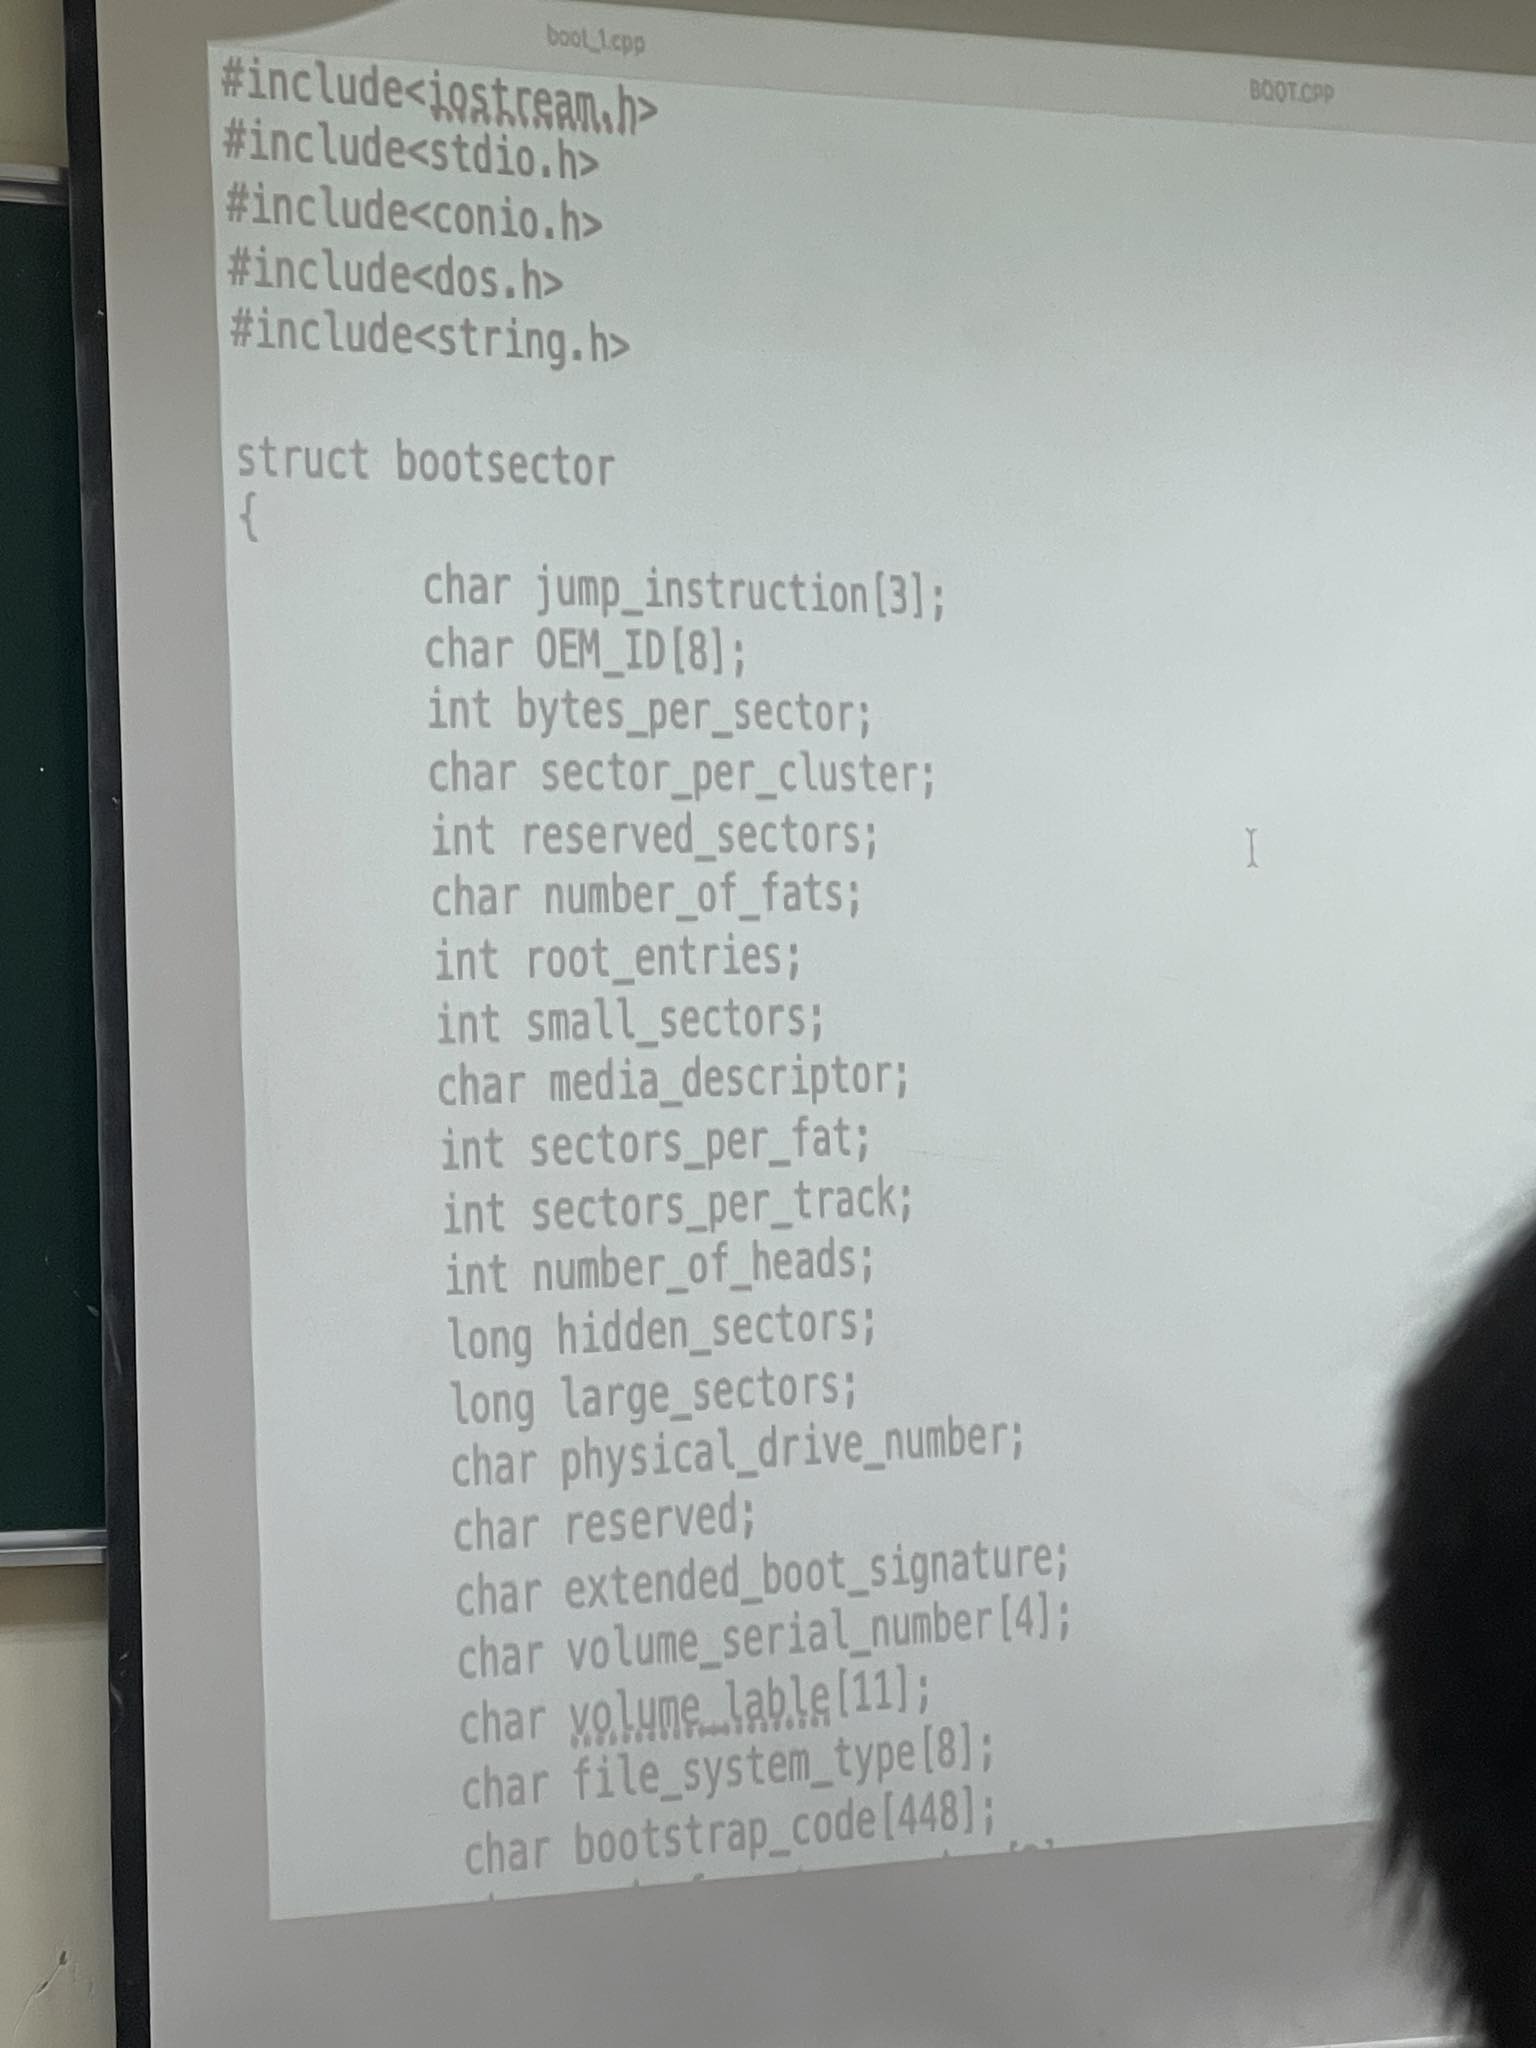 boot_1.cpp
BOOT.CPP
#include<iostream.h>
#include<stdio.h>
#include<conio.h>
#include<dos.h>
#include<string.h>
struct bootsector
{
char jump_instruction[3];
char OEM_ID[8];
int bytes_per_sector;
char sector_per_cluster;
int reserved_sectors;
char number_of_fats;
int root_entries;
int small_sectors;
char media_descriptor;
int sectors_per_fat;
int sectors_per_track;
int number_of_heads;
long hidden_sectors;
long large_sectors;
char physical_drive_number;
char reserved;
char extended_boot_signature;
char volume_serial_number[4];
char volume_lable[11];
char file_system_type[8];
char bootstrap_code[448];